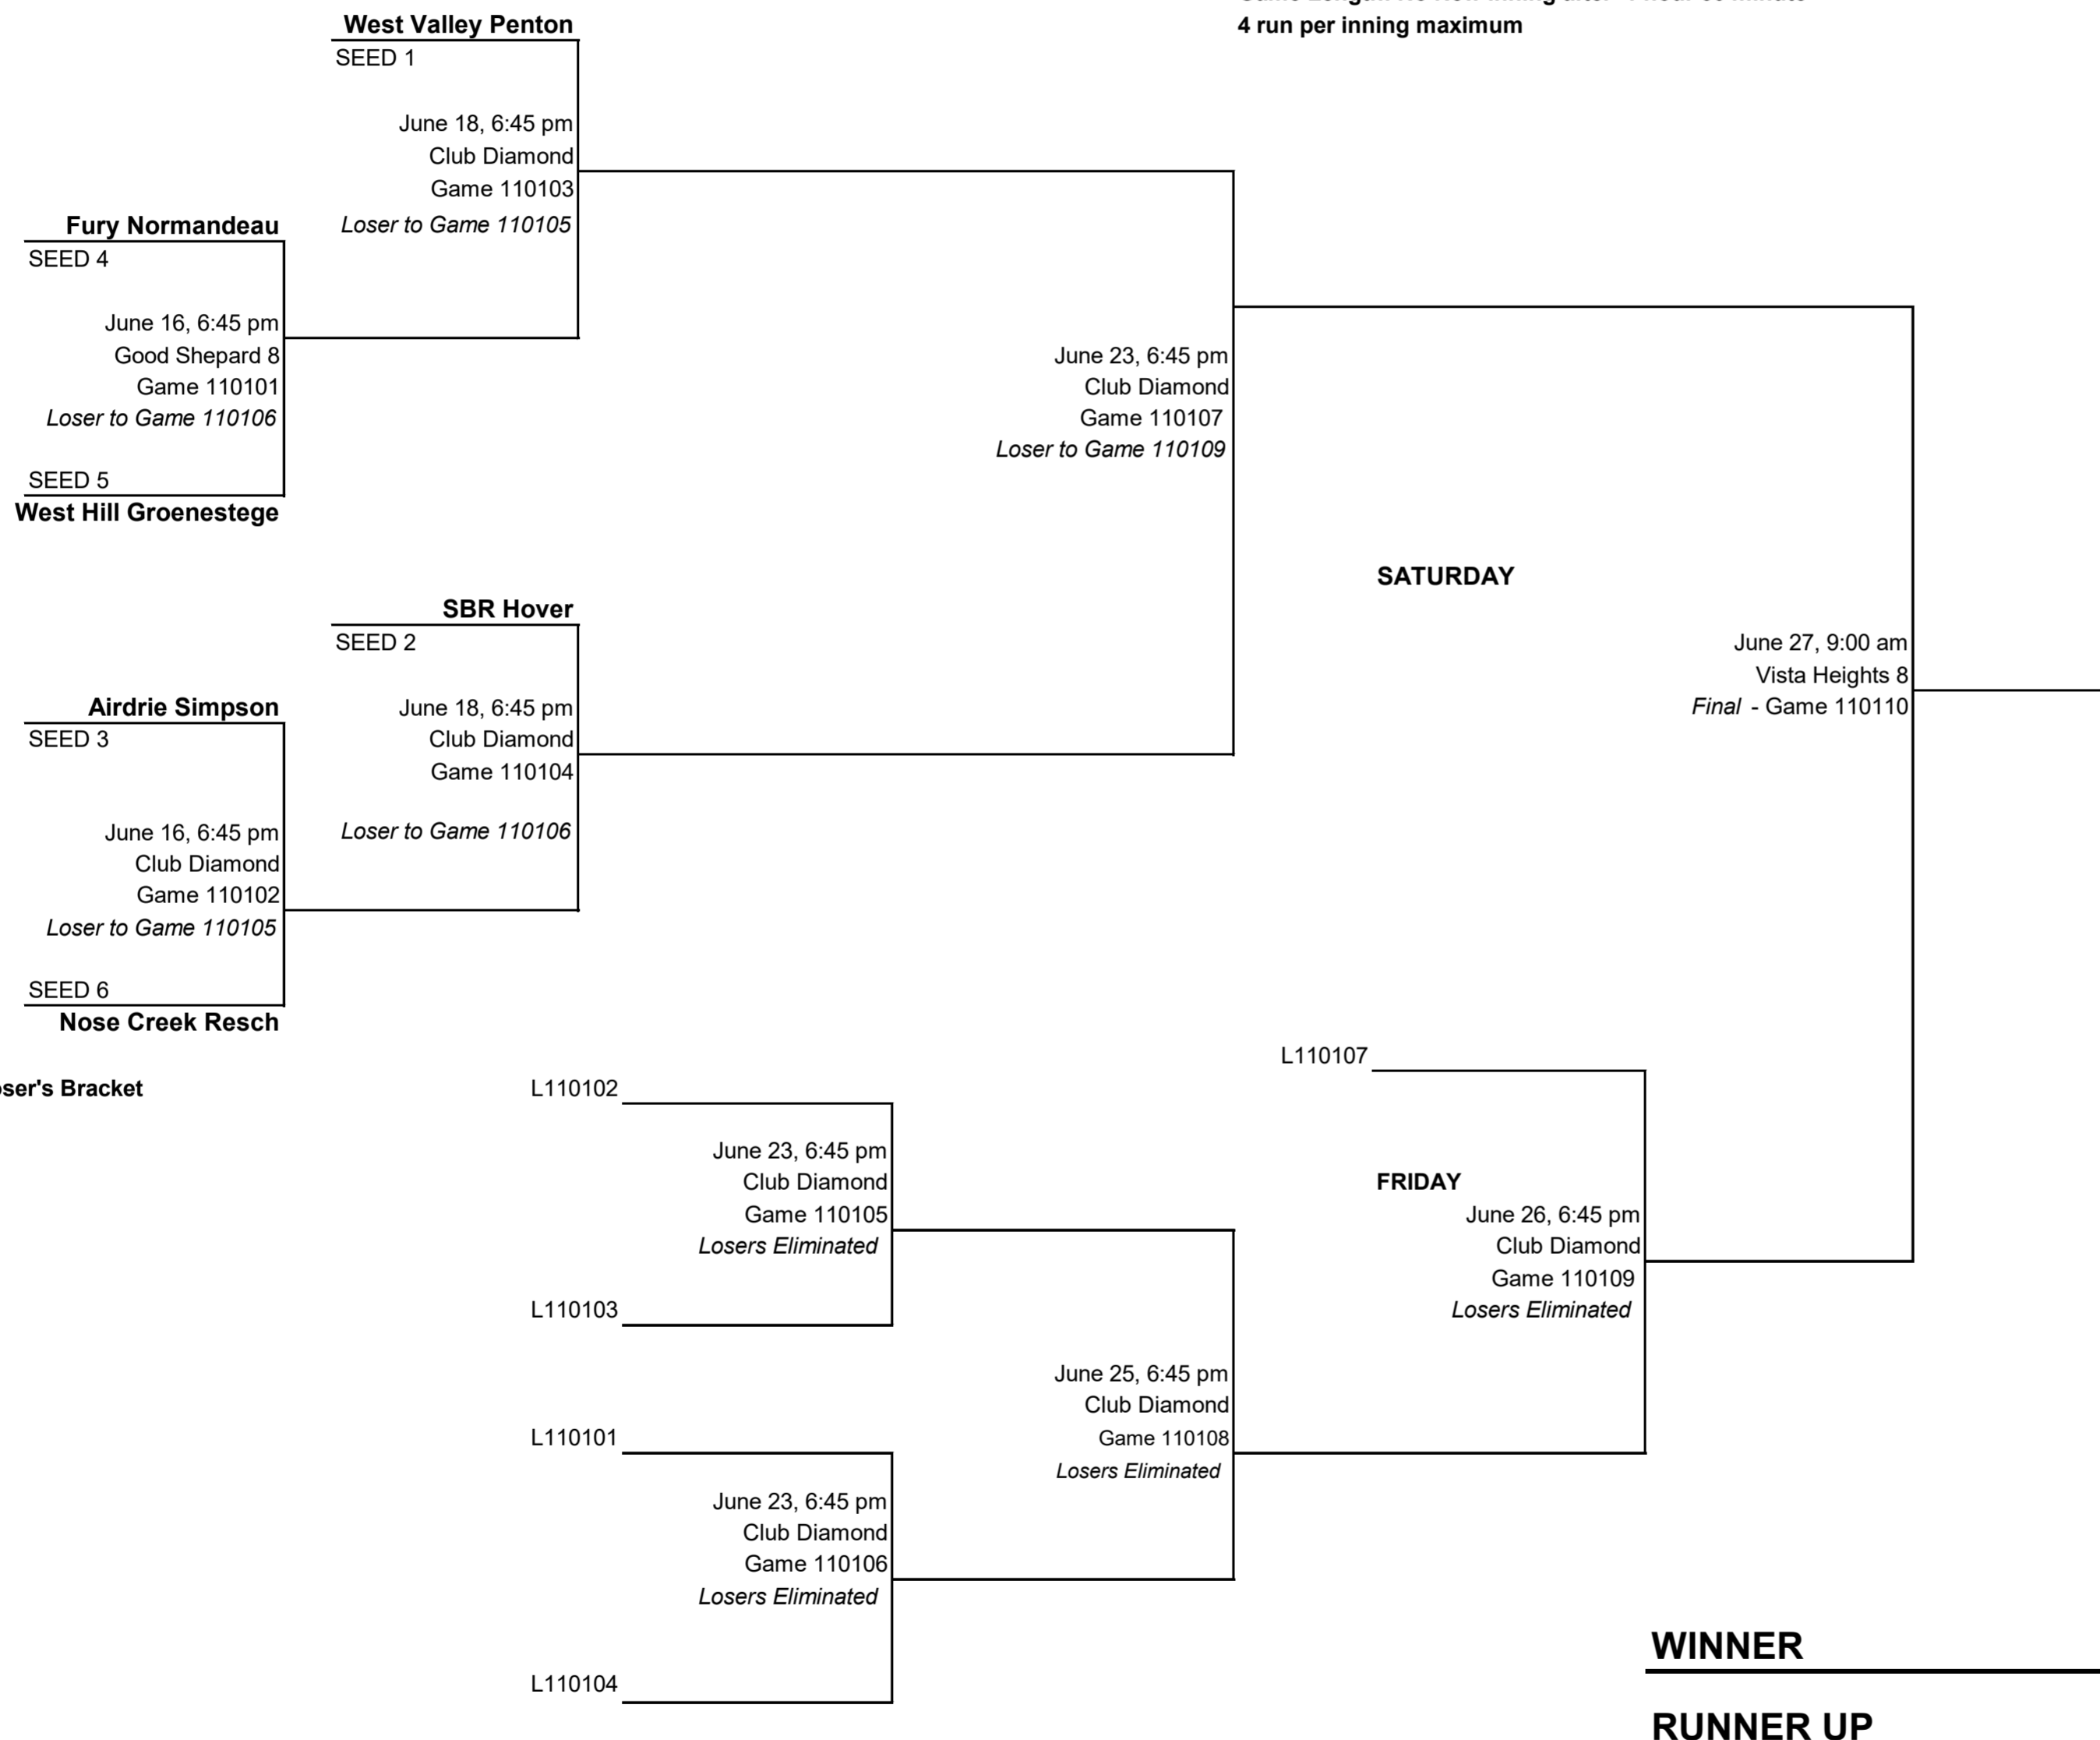 4 run per inning maximum
West Valley Penton
SEED 1
June 18, 6:45 pm
Club Diamond
Game 110103
Loser to Game 110105
Fury Normandeau
SEED 4
June 16, 6:45 pm
Good Shepard 8
Game 110101
Loser to Game 110106
SEED 5
West Hill Groenestege
June 23, 6:45 pm
Club Diamond
Game 110107
Loser to Game 110109
SATURDAY
June 27, 9:00 am
Vista Heights 8
Final - Game 110110
SBR Hover
SEED 2
June 18, 6:45 pm
Club Diamond
Game 110104
Loser to Game 110106
Airdrie Simpson
SEED 3
June 16, 6:45 pm
Club Diamond
Game 110102
Loser to Game 110105
SEED 6
Nose Creek Resch
oser's Bracket
L110102
June 23, 6:45 pm
Club Diamond
Game 110105
Losers Eliminated
L110103
L110107
FRIDAY
June 26, 6:45 pm
Club Diamond
Game 110109
Losers Eliminated
L110101
June 23, 6:45 pm
Club Diamond
Game 110106
Losers Eliminated
L110104
June 25, 6:45 pm
Club Diamond
Game 110108
Losers Eliminated
WINNER
RUNNER UP